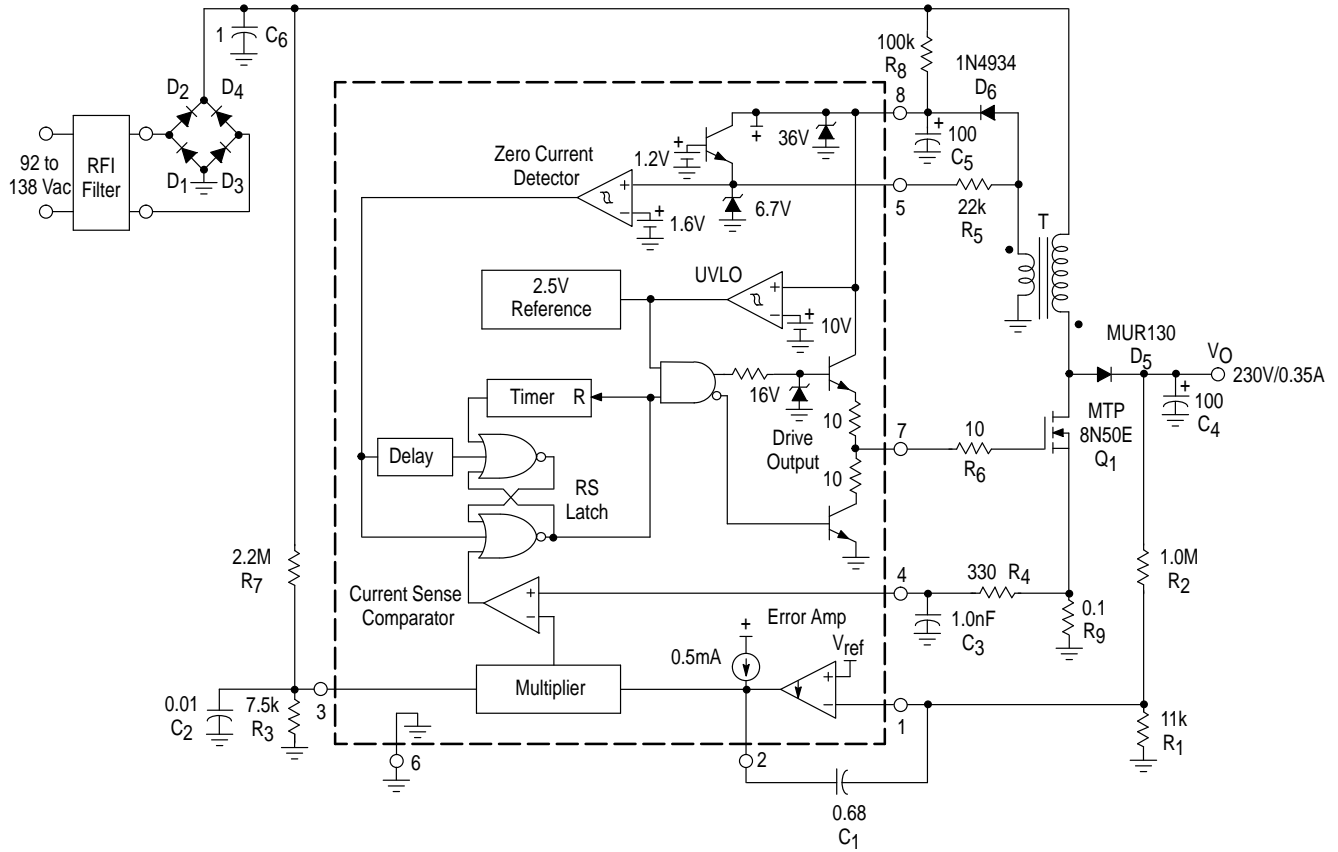 1
C6
D2
D4
D1
D3
92 to
138 Vac
RFI
Filter
100k
R8
1N4934
D6
8
+
100
C5
+
36V
1.2V
+
Zero Current
Detector
+
−
+
1.6V
6.7V
5
22k
R5
T
UVLO
2.5V
Reference
+
−
+
10V
MUR130
D5
VO
230V/0.35A
+
100
C4
16V
Timer
R
10
Drive
Output
10
7
10
R6
MTP
8N50E
Q1
Delay
RS
Latch
2.2M
R7
1.0M
R2
Current Sense
Comparator
+
−
4
330
R4
1.0nF
C3
0.1
R9
Error Amp
+
0.5mA
Vref
+
−
Multiplier
0.01
C2
7.5k
R3
3
1
11k
R1
6
2
0.68
C1